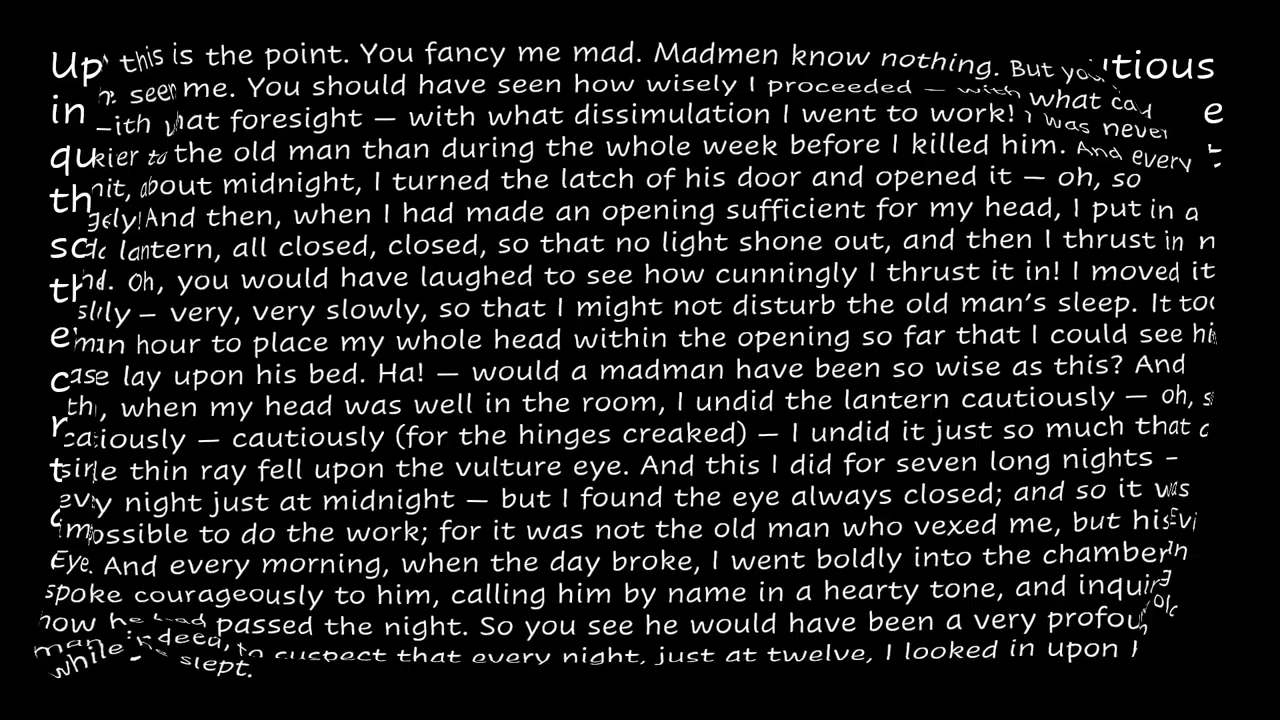 Up this is the point. You fancy me mad. Madmen know nothing. But you tious
in seen me. You should have seen how wisely I proceeded — with what e
what foresight — with what dissimulation I went to work! I was never
the old man than during the whole week before I killed him. And every
about midnight, I turned the latch of his door and opened it — oh, so
And then, when I had made an opening sufficient for my head, I put in a
lantern, all closed, closed, so that no light shone out, and then I thrust in
Oh, you would have laughed to see how cunningly I thrust it in! I moved it
— very, very slowly, so that I might not disturb the old man’s sleep. It
hour to place my whole head within the opening so far that I could see
lay upon his bed. Ha! — would a madman have been so wise as this? And
when my head was well in the room, I undid the lantern cautiously — oh,
— cautiously (for the hinges creaked) — I undid it just so much that
thin ray fell upon the vulture eye. And this I did for seven long nights —
night just at midnight — but I found the eye always closed; and so it was
to do the work; for it was not the old man who vexed me, but his
Eye. And every morning, when the day broke, I went boldly into the chamber
spoke courageously to him, calling him by name in a hearty tone, and
how he had passed the night. So you see he would have been a very
man indeed, to suspect that every night, just at twelve, I looked in upon
while slept.